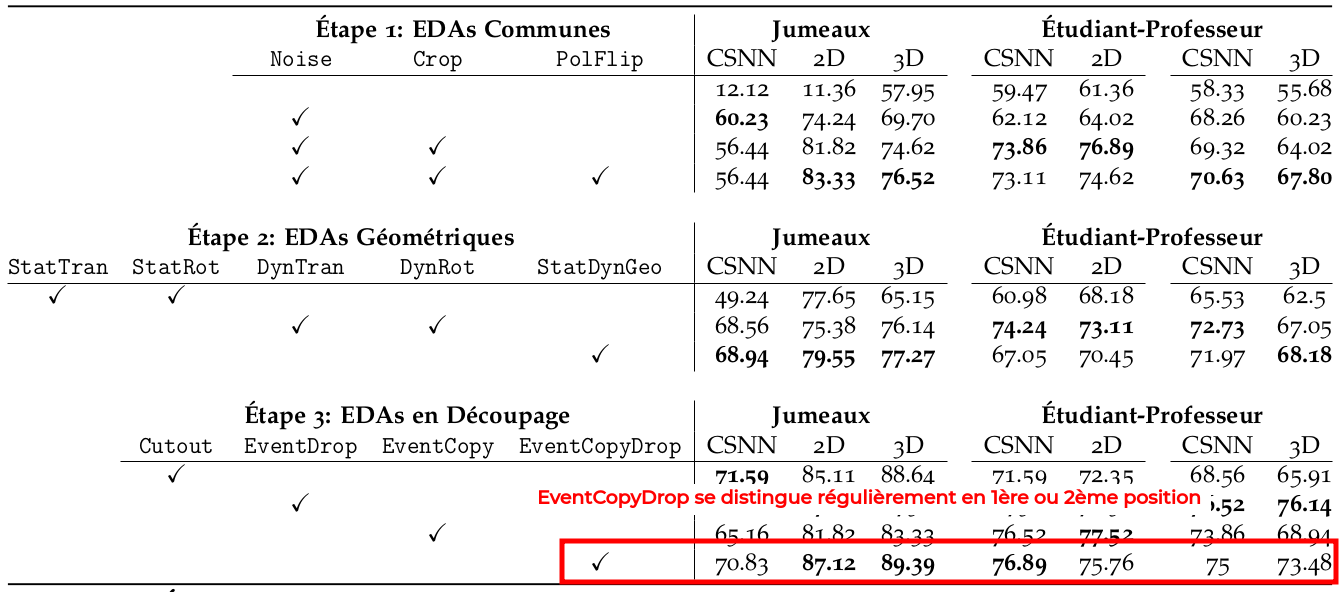 Étape 1: EDAs Communes Jumeaux Étudiant-Professeur
Noise Crop PolFlip CSNN 2D 3D CSNN 2D CSNN 3D
12.12 11.36 57.95 59.47 61.36 58.33 55.68
✓ 60.23 74.24 69.70 62.12 64.02 68.26 60.23
✓ ✓ 56.44 81.82 74.62 73.86 76.89 69.32 64.02
✓ ✓ ✓ 56.44 83.33 76.52 73.11 74.62 70.63 67.80
Étape 2: EDAs Géométriques Jumeaux Étudiant-Professeur
StatTran StatRot DynTran DynRot StatDynGeo CSNN 2D 3D CSNN 2D CSNN 3D
✓ ✓ 49.24 77.65 65.15 60.98 68.18 65.53 62.5
✓ ✓ 68.56 75.38 76.14 74.24 73.11 72.73 67.05
✓ 68.94 79.55 77.27 67.05 70.45 71.97 68.18
Étape 3: EDAs en Découpage Jumeaux Étudiant-Professeur
Cutout EventDrop EventCopy EventCopyDrop CSNN 2D 3D CSNN 2D CSNN 3D
✓ 71.59 85.11 88.64 71.59 72.35 68.56 65.91
EventCopyDrop se distingue régulièrement en 1ère ou 2ème position
✓ .52 76.14
✓ 65.16 81.82 83.33 76.52 77.52 73.86 68.94
✓ 70.83 87.12 89.39 76.89 75.76 75 73.48